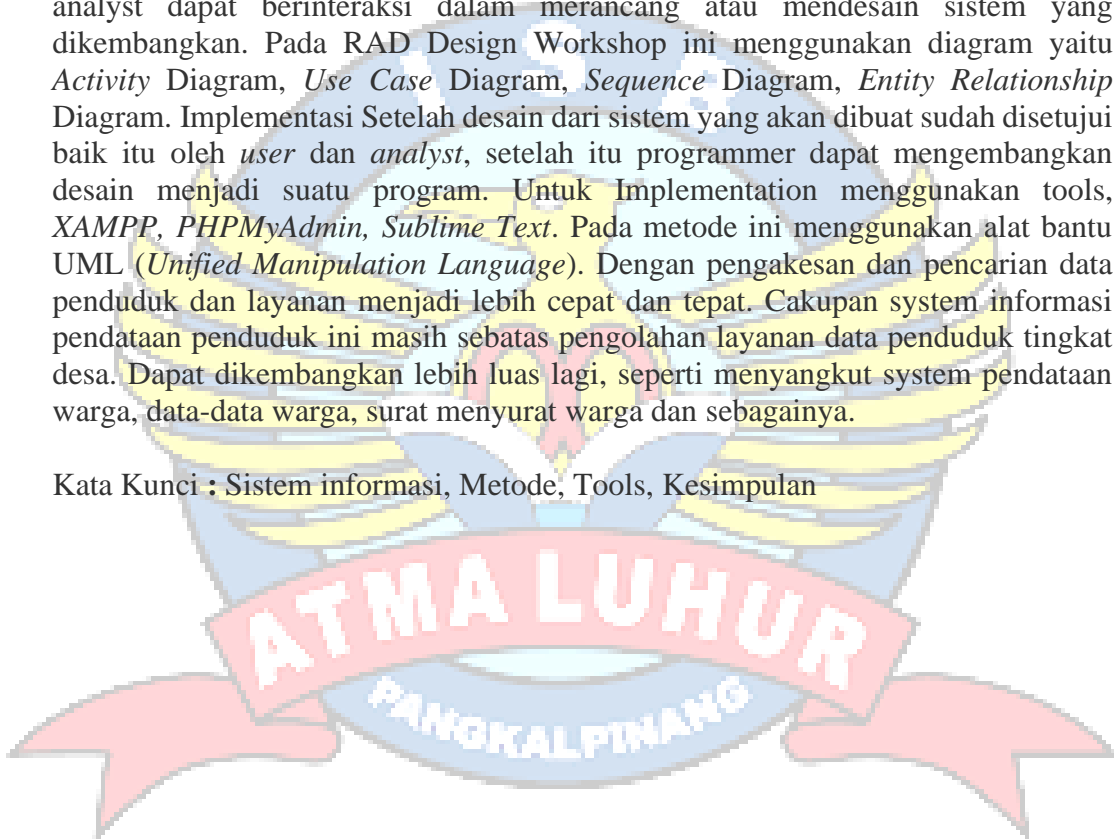 analyst dapat berinteraksi dalam merancang atau mendesain sistem yang
dikembangkan. Pada RAD Design Workshop ini menggunakan diagram yaitu
Activity Diagram, Use Case Diagram, Sequence Diagram, Entity Relationship
Diagram. Implementasi Setelah desain dari sistem yang akan dibuat sudah disetujui
baik itu oleh user dan analyst, setelah itu programmer dapat mengembangkan
desain menjadi suatu program. Untuk Implementation menggunakan tools,
XAMPP, PHPMyAdmin, Sublime Text. Pada metode ini menggunakan alat bantu
UML (Unified Manipulation Language). Dengan pengakesan dan pencarian data
penduduk dan layanan menjadi lebih cepat dan tepat. Cakupan system informasi
pendataan penduduk ini masih sebatas pengolahan layanan data penduduk tingkat
desa. Dapat dikembangkan lebih luas lagi, seperti menyangkut system pendataan
warga, data-data warga, surat menyurat warga dan sebagainya.
Kata Kunci : Sistem informasi, Metode, Tools, Kesimpulan
I S B
ATMA LUHUR
PANGKALPINANG